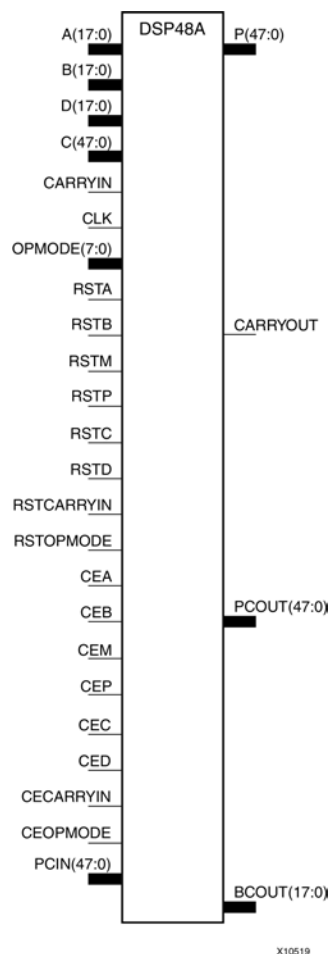 DSP48A
A(17:0)
P(47:0)
B(17:0)
D(17:0)
C(47:0)
CARRYIN
CLK
OPMODE(7:0)
RSTA
RSTB
CARRYOUT
RSTM
RSTP
RSTC
RSTD
RSTCARRYIN
RSTOPMODE
CEA
CEB
PCOUT(47:0)
CEM
CEP
CEC
CED
CECARRYIN
CEOPMODE
PCIN(47:0)
BCOUT(17:0)
X10519